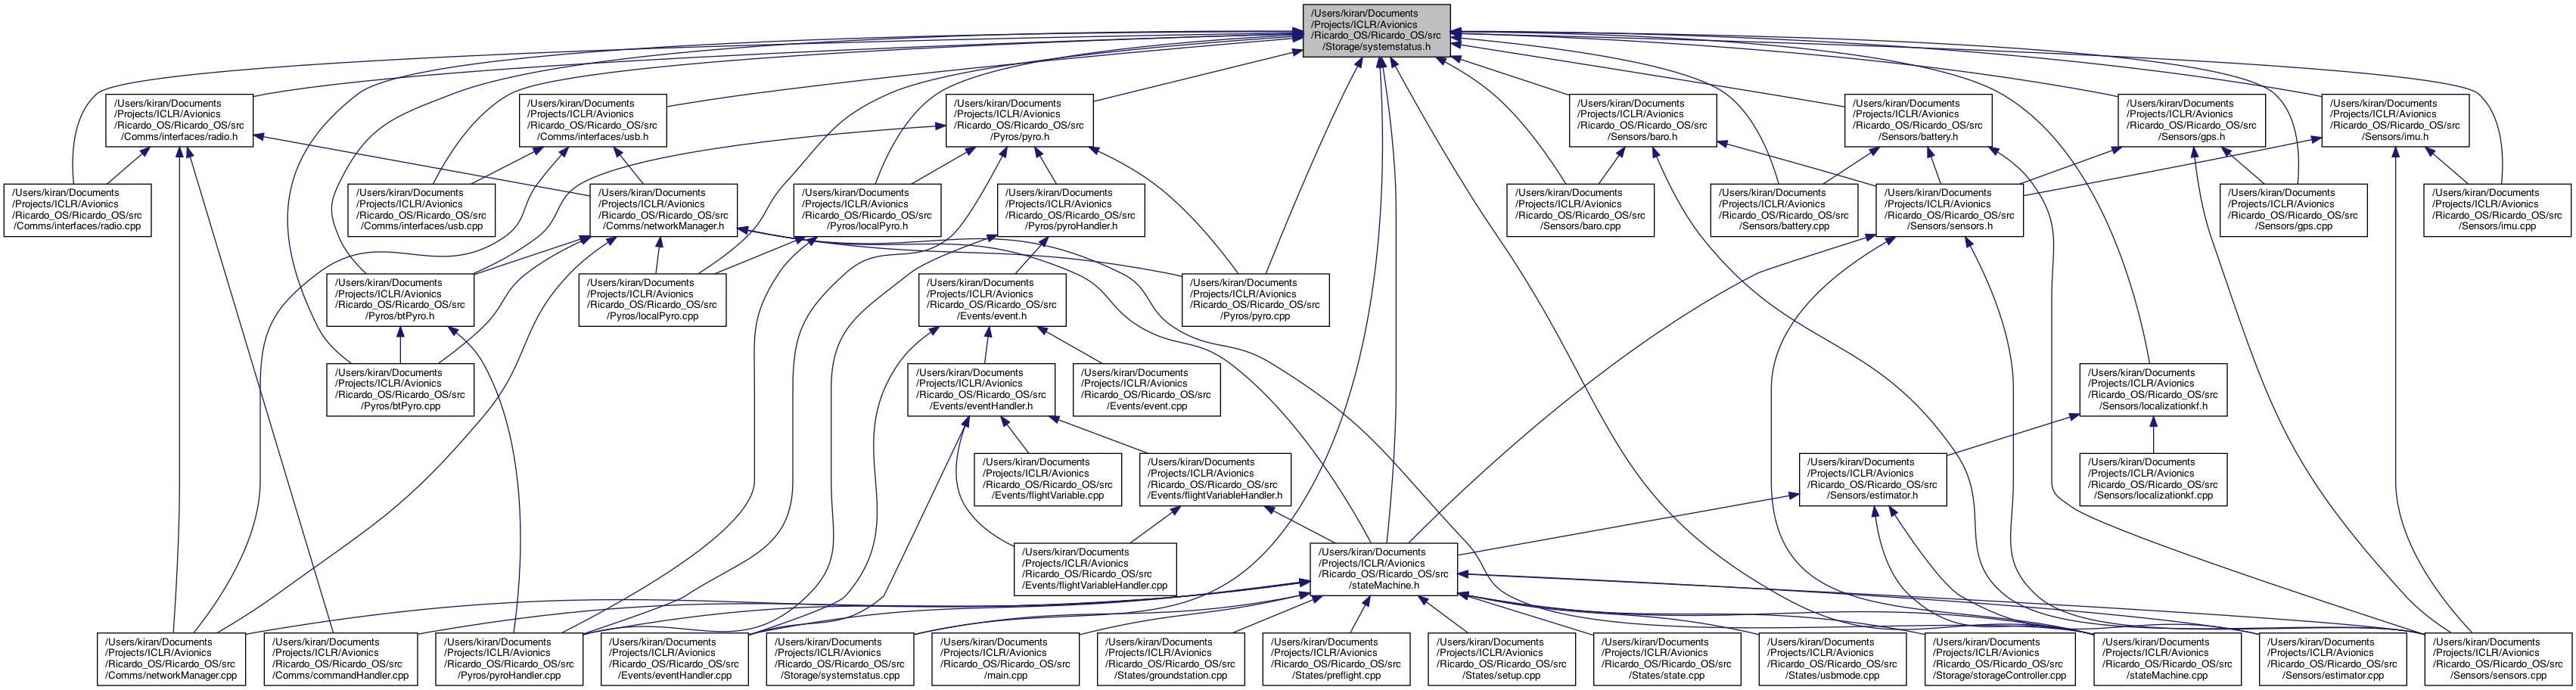 /Users/kiran/Documents
/Projects/ICLR/Avionics
/Ricardo_OS/Ricardo_OS/src
/Storage/systemstatus.h
/Users/kiran/Documents
/Projects/ICLR/Avionics
/Ricardo_OS/Ricardo_OS/src
/Comms/interfaces/radio.h
/Users/kiran/Documents
/Projects/ICLR/Avionics
/Ricardo_OS/Ricardo_OS/src
/Comms/interfaces/usb.h
/Users/kiran/Documents
/Projects/ICLR/Avionics
/Ricardo_OS/Ricardo_OS/src
/Pyros/pyro.h
/Users/kiran/Documents
/Projects/ICLR/Avionics
/Ricardo_OS/Ricardo_OS/src
/Sensors/baro.h
/Users/kiran/Documents
/Projects/ICLR/Avionics
/Ricardo_OS/Ricardo_OS/src
/Sensors/battery.h
/Users/kiran/Documents
/Projects/ICLR/Avionics
/Ricardo_OS/Ricardo_OS/src
/Sensors/gps.h
/Users/kiran/Documents
/Projects/ICLR/Avionics
/Ricardo_OS/Ricardo_OS/src
/Sensors/imu.h
/Users/kiran/Documents
/Projects/ICLR/Avionics
/Ricardo_OS/Ricardo_OS/src
/Comms/interfaces/radio.cpp
/Users/kiran/Documents
/Projects/ICLR/Avionics
/Ricardo_OS/Ricardo_OS/src
/Comms/interfaces/usb.cpp
/Users/kiran/Documents
/Projects/ICLR/Avionics
/Ricardo_OS/Ricardo_OS/src
/Comms/networkManager.h
/Users/kiran/Documents
/Projects/ICLR/Avionics
/Ricardo_OS/Ricardo_OS/src
/Pyros/localPyro.h
/Users/kiran/Documents
/Projects/ICLR/Avionics
/Ricardo_OS/Ricardo_OS/src
/Pyros/pyroHandler.h
/Users/kiran/Documents
/Projects/ICLR/Avionics
/Ricardo_OS/Ricardo_OS/src
/Sensors/baro.cpp
/Users/kiran/Documents
/Projects/ICLR/Avionics
/Ricardo_OS/Ricardo_OS/src
/Sensors/battery.cpp
/Users/kiran/Documents
/Projects/ICLR/Avionics
/Ricardo_OS/Ricardo_OS/src
/Sensors/sensors.h
/Users/kiran/Documents
/Projects/ICLR/Avionics
/Ricardo_OS/Ricardo_OS/src
/Sensors/gps.cpp
/Users/kiran/Documents
/Projects/ICLR/Avionics
/Ricardo_OS/Ricardo_OS/src
/Sensors/imu.cpp
/Users/kiran/Documents
/Projects/ICLR/Avionics
/Ricardo_OS/Ricardo_OS/src
/Pyros/btPyro.h
/Users/kiran/Documents
/Projects/ICLR/Avionics
/Ricardo_OS/Ricardo_OS/src
/Pyros/localPyro.cpp
/Users/kiran/Documents
/Projects/ICLR/Avionics
/Ricardo_OS/Ricardo_OS/src
/Events/event.h
/Users/kiran/Documents
/Projects/ICLR/Avionics
/Ricardo_OS/Ricardo_OS/src
/Pyros/pyro.cpp
/Users/kiran/Documents
/Projects/ICLR/Avionics
/Ricardo_OS/Ricardo_OS/src
/Pyros/btPyro.cpp
/Users/kiran/Documents
/Projects/ICLR/Avionics
/Ricardo_OS/Ricardo_OS/src
/Events/eventHandler.h
/Users/kiran/Documents
/Projects/ICLR/Avionics
/Ricardo_OS/Ricardo_OS/src
/Events/event.cpp
/Users/kiran/Documents
/Projects/ICLR/Avionics
/Ricardo_OS/Ricardo_OS/src
/Sensors/localizationkf.h
/Users/kiran/Documents
/Projects/ICLR/Avionics
/Ricardo_OS/Ricardo_OS/src
/Events/flightVariable.cpp
/Users/kiran/Documents
/Projects/ICLR/Avionics
/Ricardo_OS/Ricardo_OS/src
/Events/flightVariableHandler.h
/Users/kiran/Documents
/Projects/ICLR/Avionics
/Ricardo_OS/Ricardo_OS/src
/Sensors/estimator.h
/Users/kiran/Documents
/Projects/ICLR/Avionics
/Ricardo_OS/Ricardo_OS/src
/Sensors/localizationkf.cpp
/Users/kiran/Documents
/Projects/ICLR/Avionics
/Ricardo_OS/Ricardo_OS/src
/Events/flightVariableHandler.cpp
/Users/kiran/Documents
/Projects/ICLR/Avionics
/Ricardo_OS/Ricardo_OS/src
/stateMachine.h
/Users/kiran/Documents
/Projects/ICLR/Avionics
/Ricardo_OS/Ricardo_OS/src
/Comms/networkManager.cpp
/Users/kiran/Documents
/Projects/ICLR/Avionics
/Ricardo_OS/Ricardo_OS/src
/Comms/commandHandler.cpp
/Users/kiran/Documents
/Projects/ICLR/Avionics
/Ricardo_OS/Ricardo_OS/src
/Pyros/pyroHandler.cpp
/Users/kiran/Documents
/Projects/ICLR/Avionics
/Ricardo_OS/Ricardo_OS/src
/Events/eventHandler.cpp
/Users/kiran/Documents
/Projects/ICLR/Avionics
/Ricardo_OS/Ricardo_OS/src
/Storage/systemstatus.cpp
/Users/kiran/Documents
/Projects/ICLR/Avionics
/Ricardo_OS/Ricardo_OS/src
/main.cpp
/Users/kiran/Documents
/Projects/ICLR/Avionics
/Ricardo_OS/Ricardo_OS/src
/States/groundstation.cpp
/Users/kiran/Documents
/Projects/ICLR/Avionics
/Ricardo_OS/Ricardo_OS/src
/States/preflight.cpp
/Users/kiran/Documents
/Projects/ICLR/Avionics
/Ricardo_OS/Ricardo_OS/src
/States/setup.cpp
/Users/kiran/Documents
/Projects/ICLR/Avionics
/Ricardo_OS/Ricardo_OS/src
/States/state.cpp
/Users/kiran/Documents
/Projects/ICLR/Avionics
/Ricardo_OS/Ricardo_OS/src
/States/usbmode.cpp
/Users/kiran/Documents
/Projects/ICLR/Avionics
/Ricardo_OS/Ricardo_OS/src
/Storage/storageController.cpp
/Users/kiran/Documents
/Projects/ICLR/Avionics
/Ricardo_OS/Ricardo_OS/src
/stateMachine.cpp
/Users/kiran/Documents
/Projects/ICLR/Avionics
/Ricardo_OS/Ricardo_OS/src
/Sensors/estimator.cpp
/Users/kiran/Documents
/Projects/ICLR/Avionics
/Ricardo_OS/Ricardo_OS/src
/Sensors/sensors.cpp